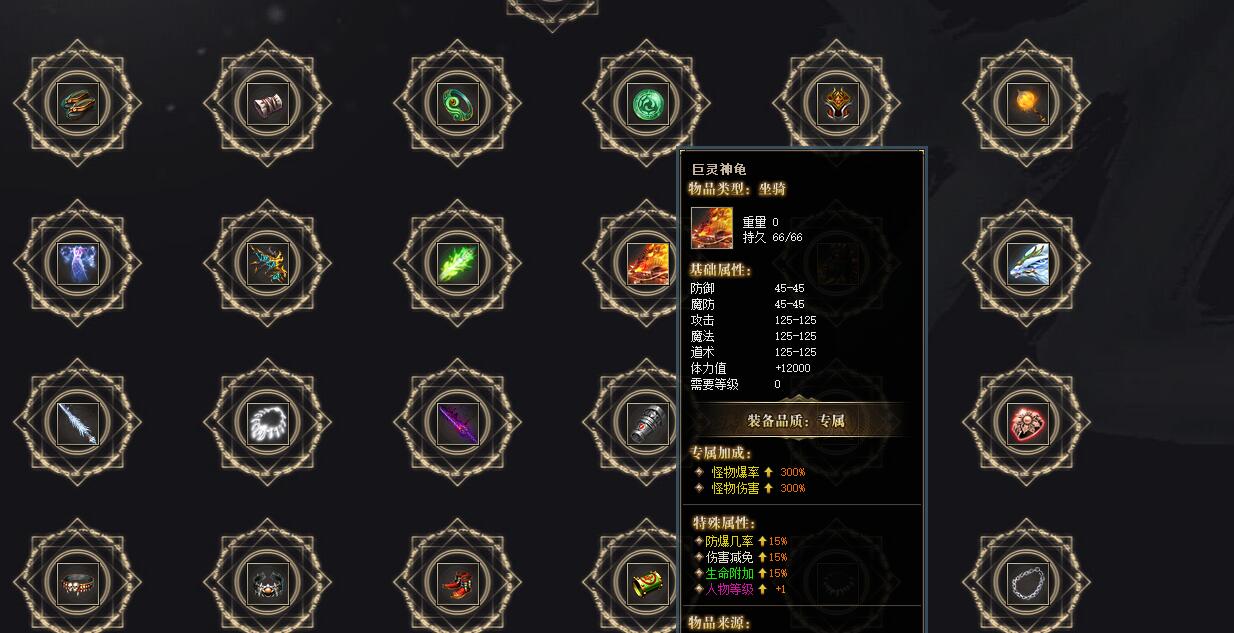 巨灵神龟
物品类型：坐骑
重量 0
持久 66/66
基础属性：
防御 45-45
魔防 45-45
攻击 125-125
魔法 125-125
道术 125-125
体力值 +12000
需要等级 0
装备品质：专属
专属加成：
怪物爆率 300%
怪物伤害 300%
特殊属性：
防爆几率 15%
伤害减免 15%
生命附加 15%
人物等级 +1
物品来源：